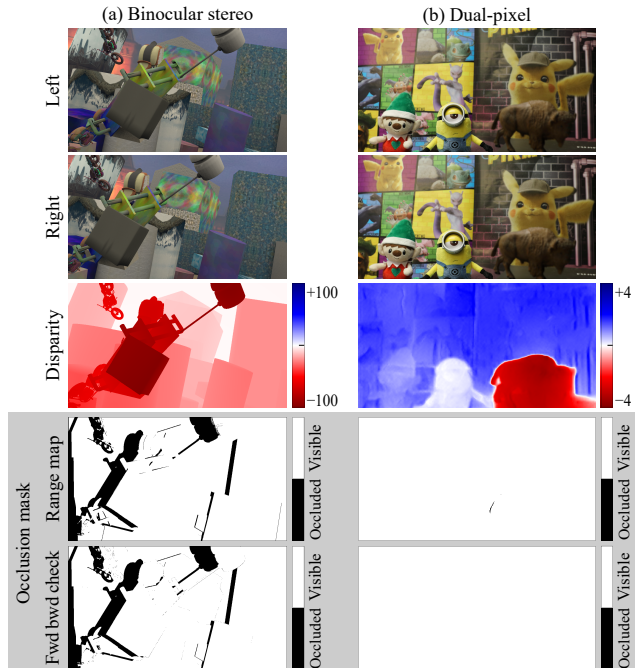 (a) Binocular stereo
(b) Dual-pixel
Left
Right
Disparity
+100
−100
+4
−4
Occlusion mask
Range map
Occluded Visible
Occluded Visible
Fwd bwd check
Occluded Visible
Occluded Visible